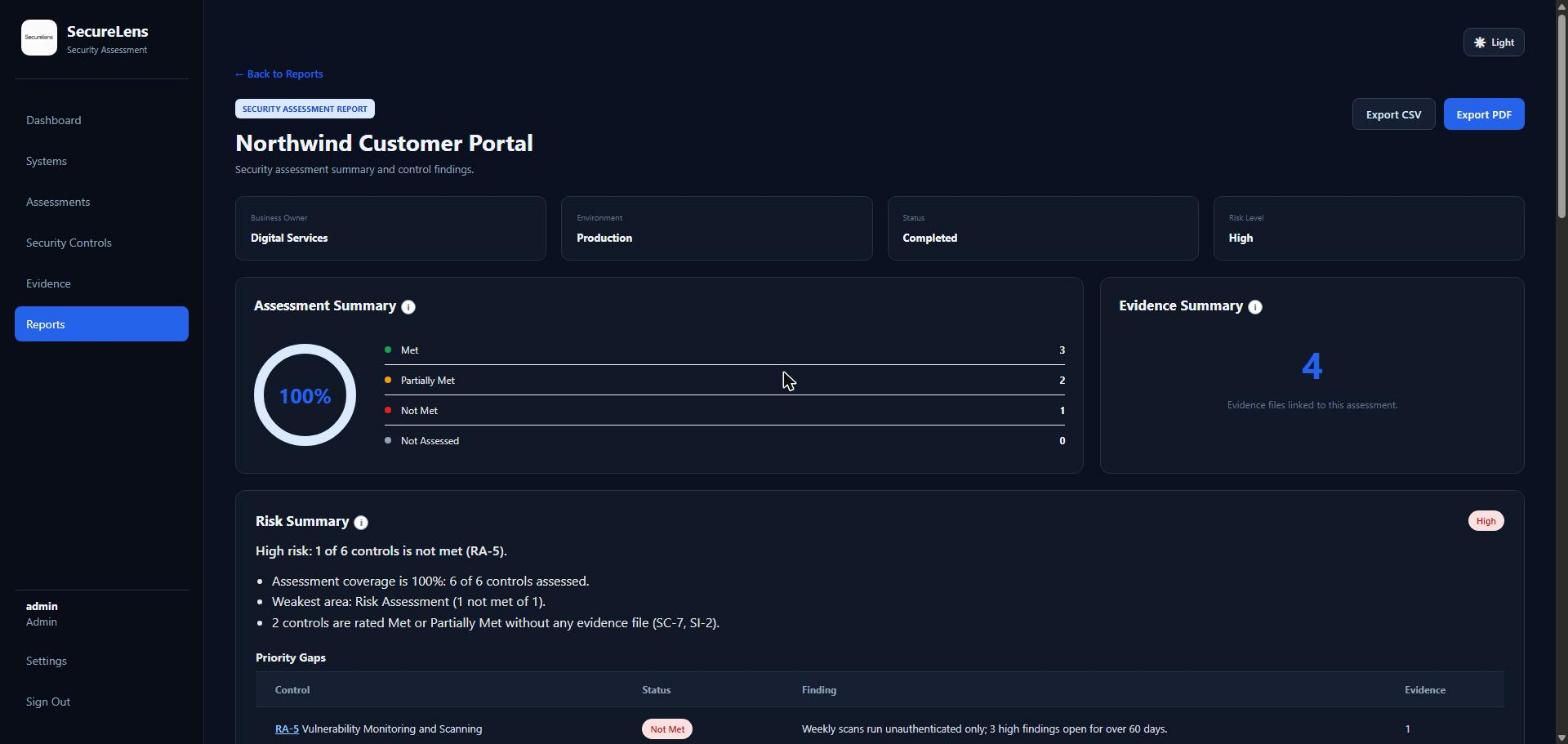 SecureLens
SecureLens
Security Assessment
Dashboard
Systems
Assessments
Security Controls
Evidence
Reports
admin
Admin
Settings
Sign Out
Light
← Back to Reports
SECURITY ASSESSMENT REPORT
Export CSV
Export PDF
Northwind Customer Portal
Security assessment summary and control findings.
Business Owner
Digital Services
Environment
Production
Status
Completed
Risk Level
High
Assessment Summary i
100%
Met 3
Partially Met 2
Not Met 1
Not Assessed 0
Evidence Summary i
4
Evidence files linked to this assessment.
Risk Summary i
High
High risk: 1 of 6 controls is not met (RA-5).
• Assessment coverage is 100%: 6 of 6 controls assessed.
• Weakest area: Risk Assessment (1 not met of 1).
• 2 controls are rated Met or Partially Met without any evidence file (SC-7, SI-2).
Priority Gaps
Control Status Finding Evidence
RA-5 Vulnerability Monitoring and Scanning Not Met Weekly scans run unauthenticated only; 3 high findings open for over 60 days. 1